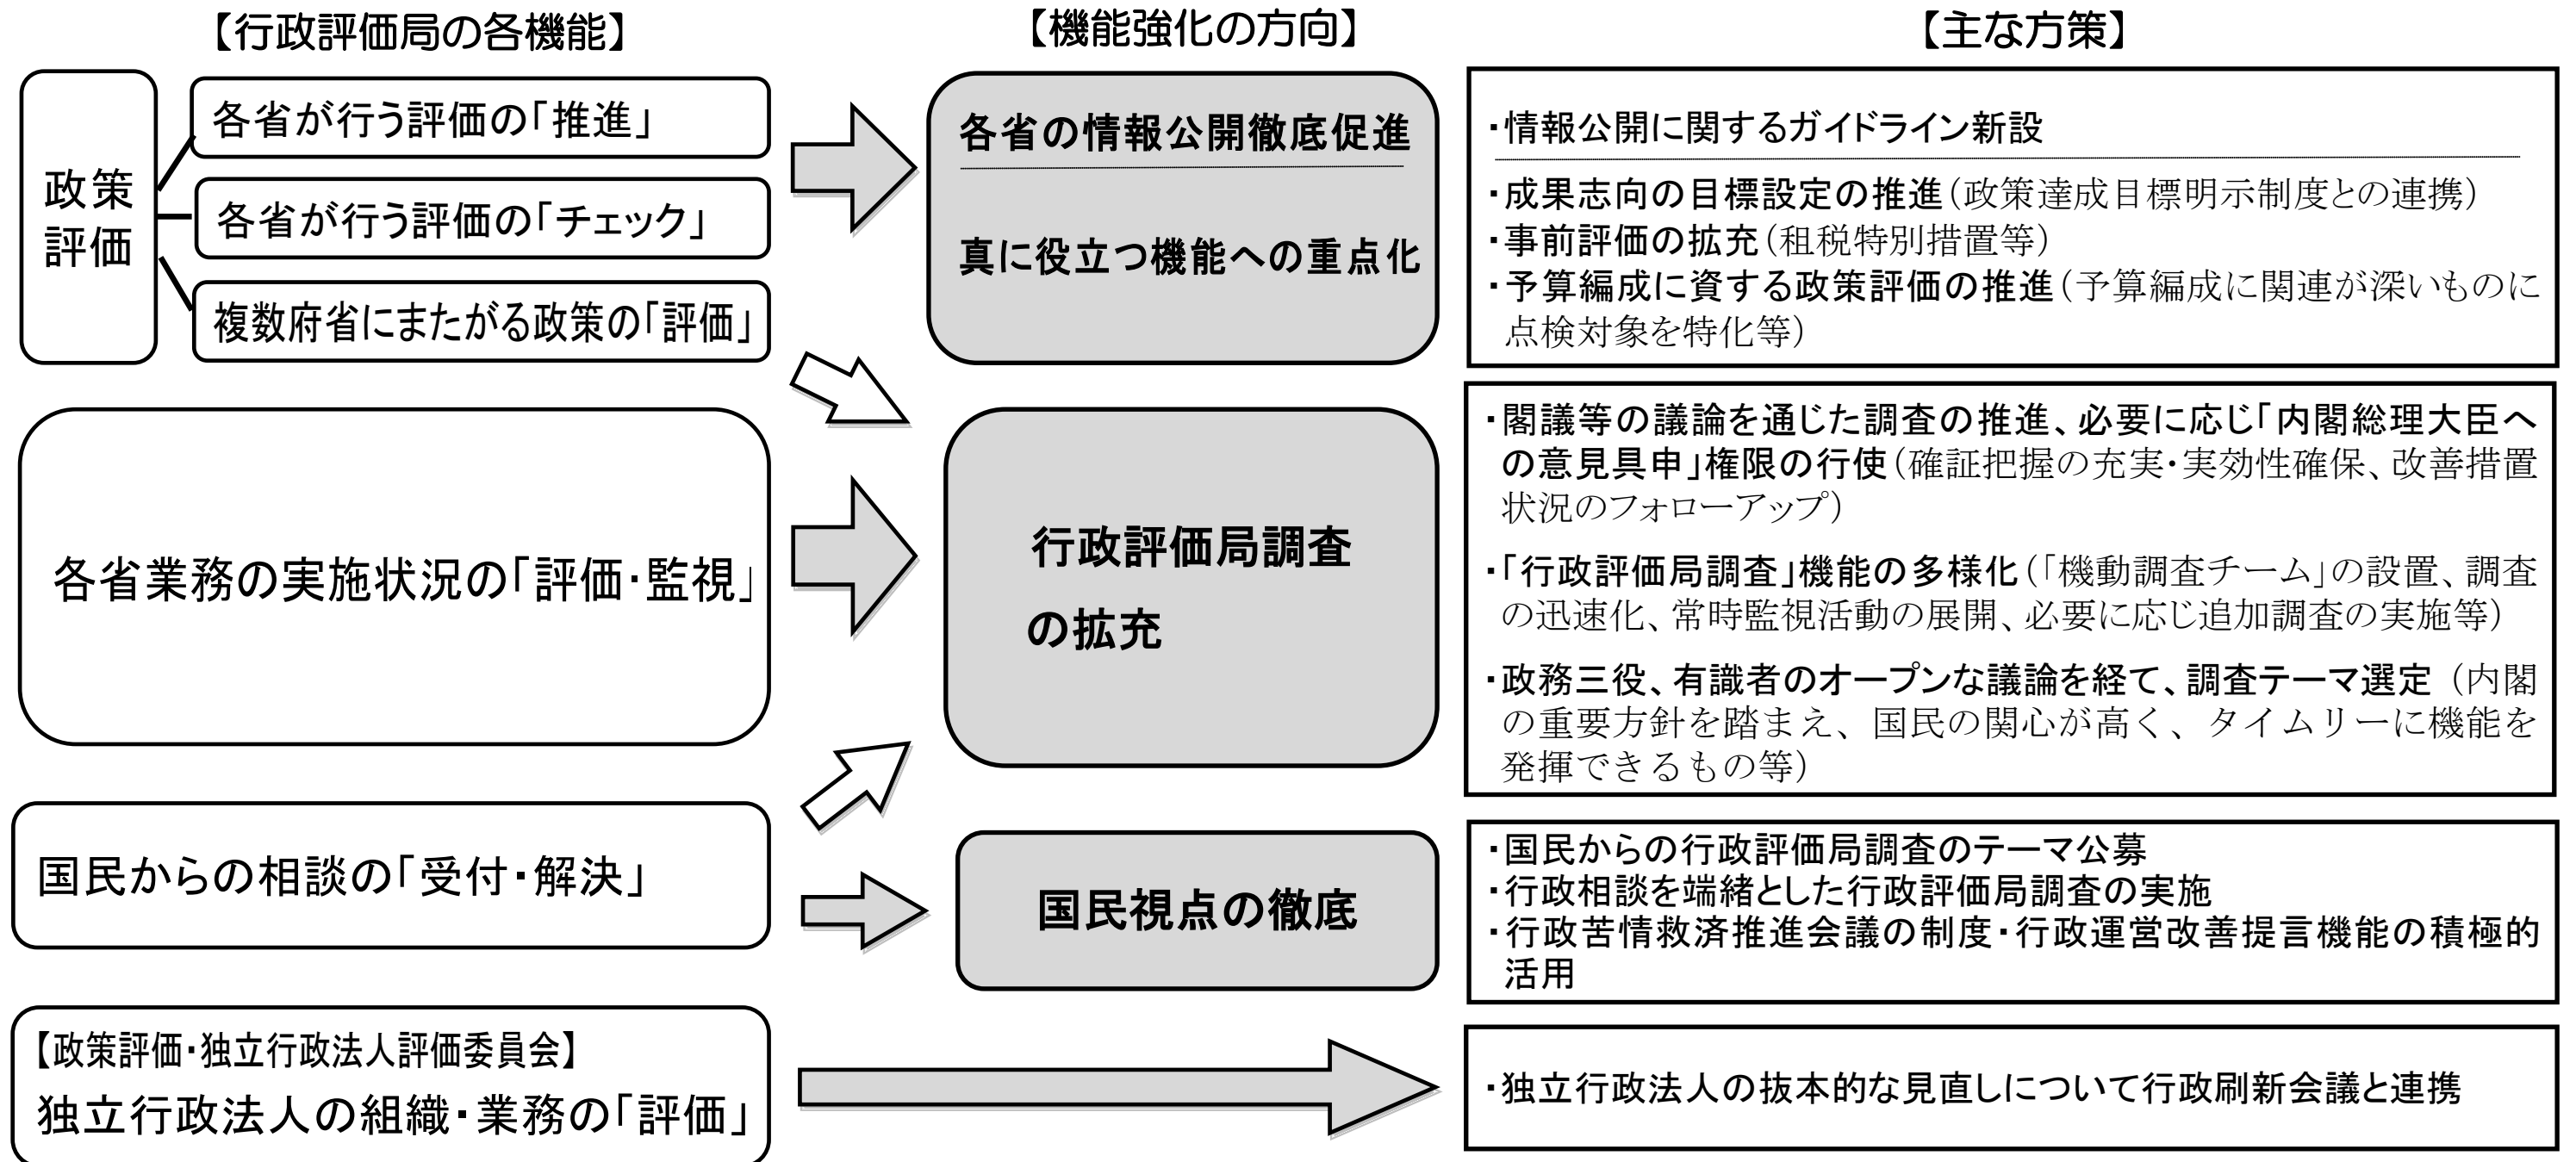 【行政評価局の各機能】
【機能強化の方向】
【主な方策】
政策
評価
各省が行う評価の「推進」
各省が行う評価の「チェック」
複数府省にまたがる政策の「評価」
各省の情報公開徹底促進
真に役立つ機能への重点化
・情報公開に関するガイドライン新設
・成果志向の目標設定の推進(政策達成目標明示制度との連携)
・事前評価の拡充(租税特別措置等)
・予算編成に資する政策評価の推進(予算編成に関連が深いものに
点検対象を特化等)
各省業務の実施状況の「評価・監視」
行政評価局調査
の拡充
・閣議等の議論を通じた調査の推進、必要に応じ「内閣総理大臣へ
の意見具申」権限の行使(確証把握の充実・実効性確保、改善措置
状況のフォローアップ)
・「行政評価局調査」機能の多様化(「機動調査チーム」の設置、調査
の迅速化、常時監視活動の展開、必要に応じ追加調査の実施等)
・政務三役、有識者のオープンな議論を経て、調査テーマ選定(内閣
の重要方針を踏まえ、国民の関心が高く、タイムリーに機能を
発揮できるもの等)
国民からの相談の「受付・解決」
国民視点の徹底
・国民からの行政評価局調査のテーマ公募
・行政相談を端緒とした行政評価局調査の実施
・行政苦情救済推進会議の制度・行政運営改善提言機能の積極的
活用
【政策評価・独立行政法人評価委員会】
独立行政法人の組織・業務の「評価」
・独立行政法人の抜本的な見直しについて行政刷新会議と連携